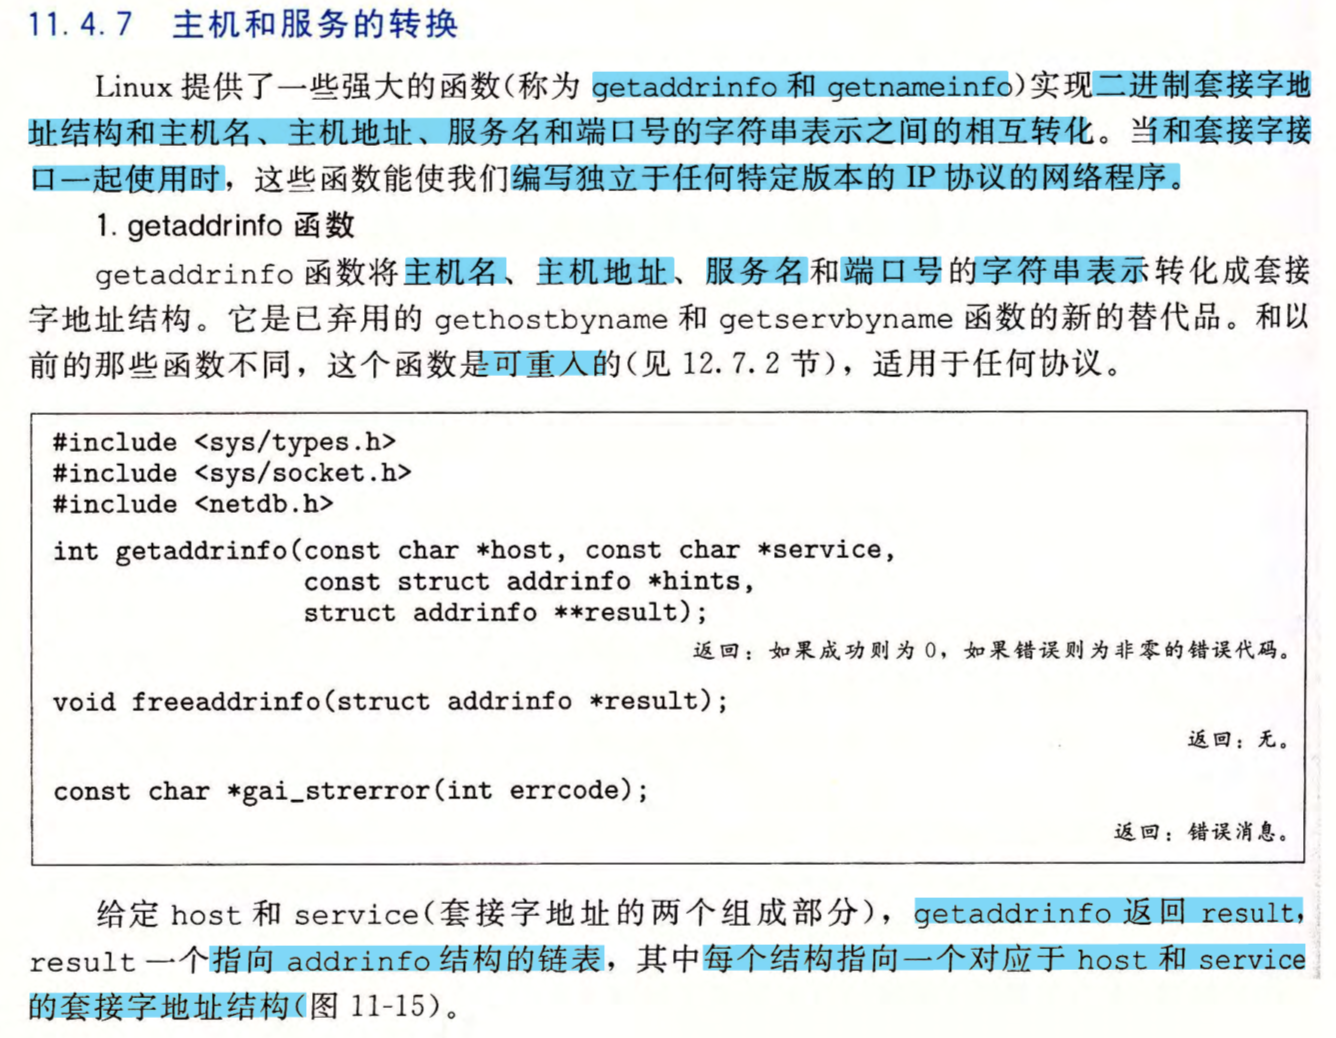 11.4.7 主机和服务的转换
Linux 提供了一些强大的函数(称为 getaddrinfo 和 getnameinfo)实现二进制套接字地
址结构和主机名、主机地址、服务名和端口号的字符串表示之间的相互转化。当和套接字接
口一起使用时，这些函数能使我们编写独立于任何特定版本的 IP 协议的网络程序。
1. getaddrinfo 函数
getaddrinfo 函数将主机名、主机地址、服务名和端口号的字符串表示转化成套接
字地址结构。它是已弃用的 gethostbyname 和 getservbyname 函数的新的替代品。和以
前的那些函数不同，这个函数是可重入的(见 12.7.2 节)，适用于任何协议。
#include <sys/types.h>
#include <sys/socket.h>
#include <netdb.h>
int getaddrinfo(const char *host, const char *service,
const struct addrinfo *hints,
struct addrinfo **result);
返回：如果成功则为 0，如果错误则为非零的错误代码。
void freeaddrinfo(struct addrinfo *result);
返回：无。
const char *gai_strerror(int errcode);
返回：错误消息。
给定 host 和 service(套接字地址的两个组成部分)，getaddrinfo 返回 result，
result 一个指向 addrinfo 结构的链表，其中每个结构指向一个对应于 host 和 service
的套接字地址结构(图 11-15)。